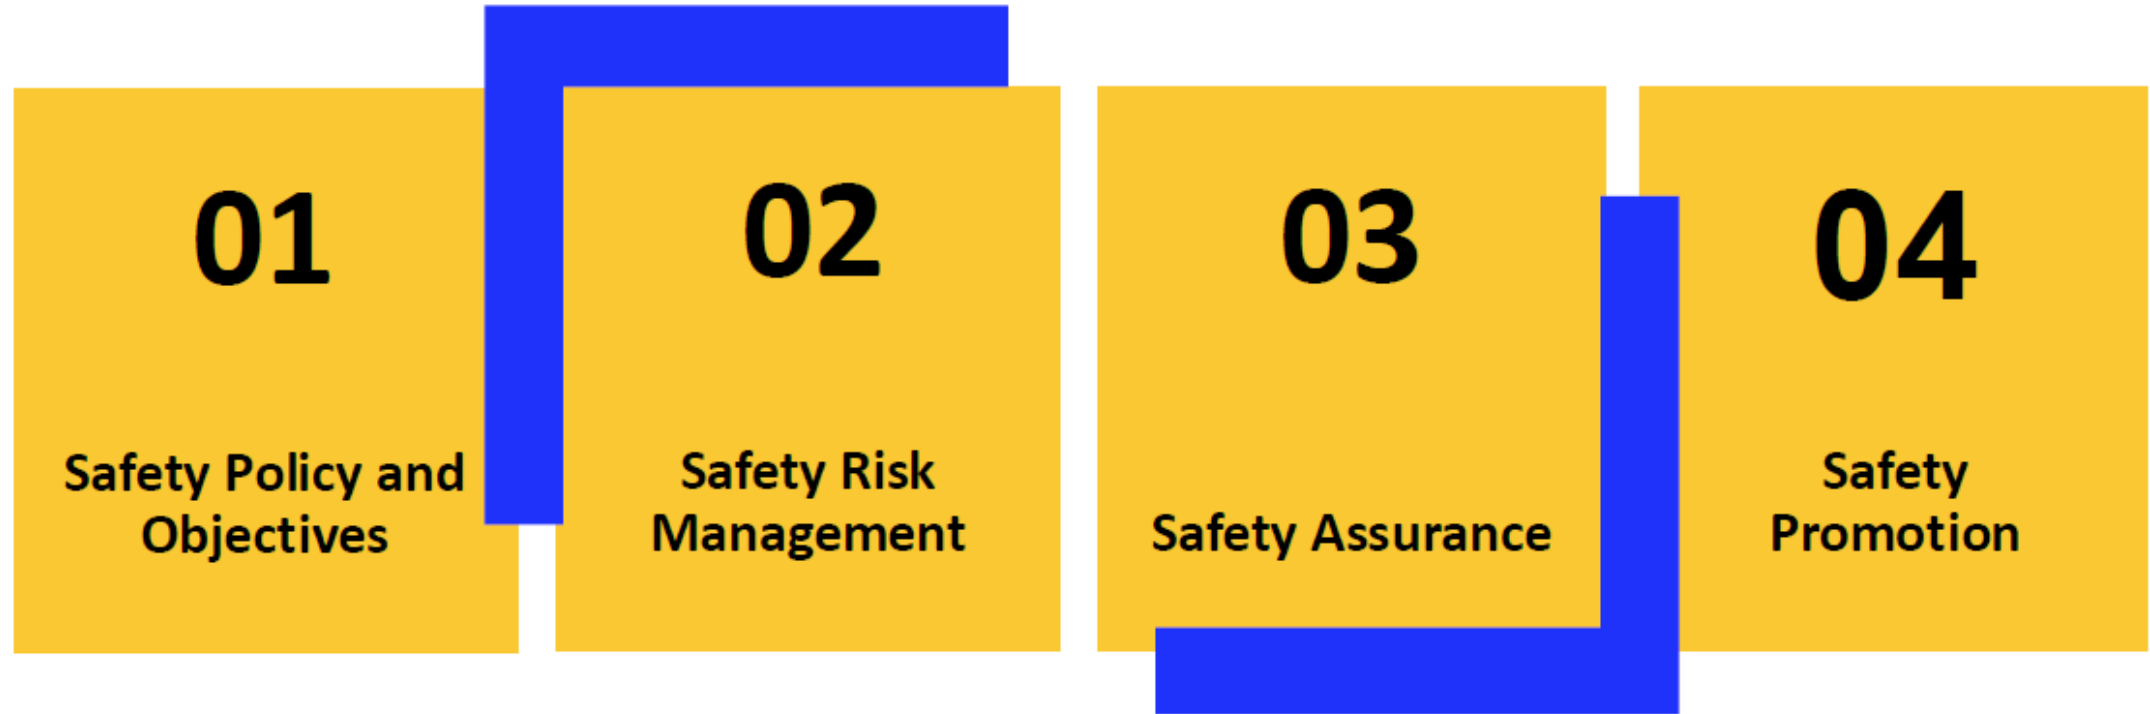 01
Safety Policy and
Objectives
02
Safety Risk
Management
03
Safety Assurance
04
Safety
Promotion